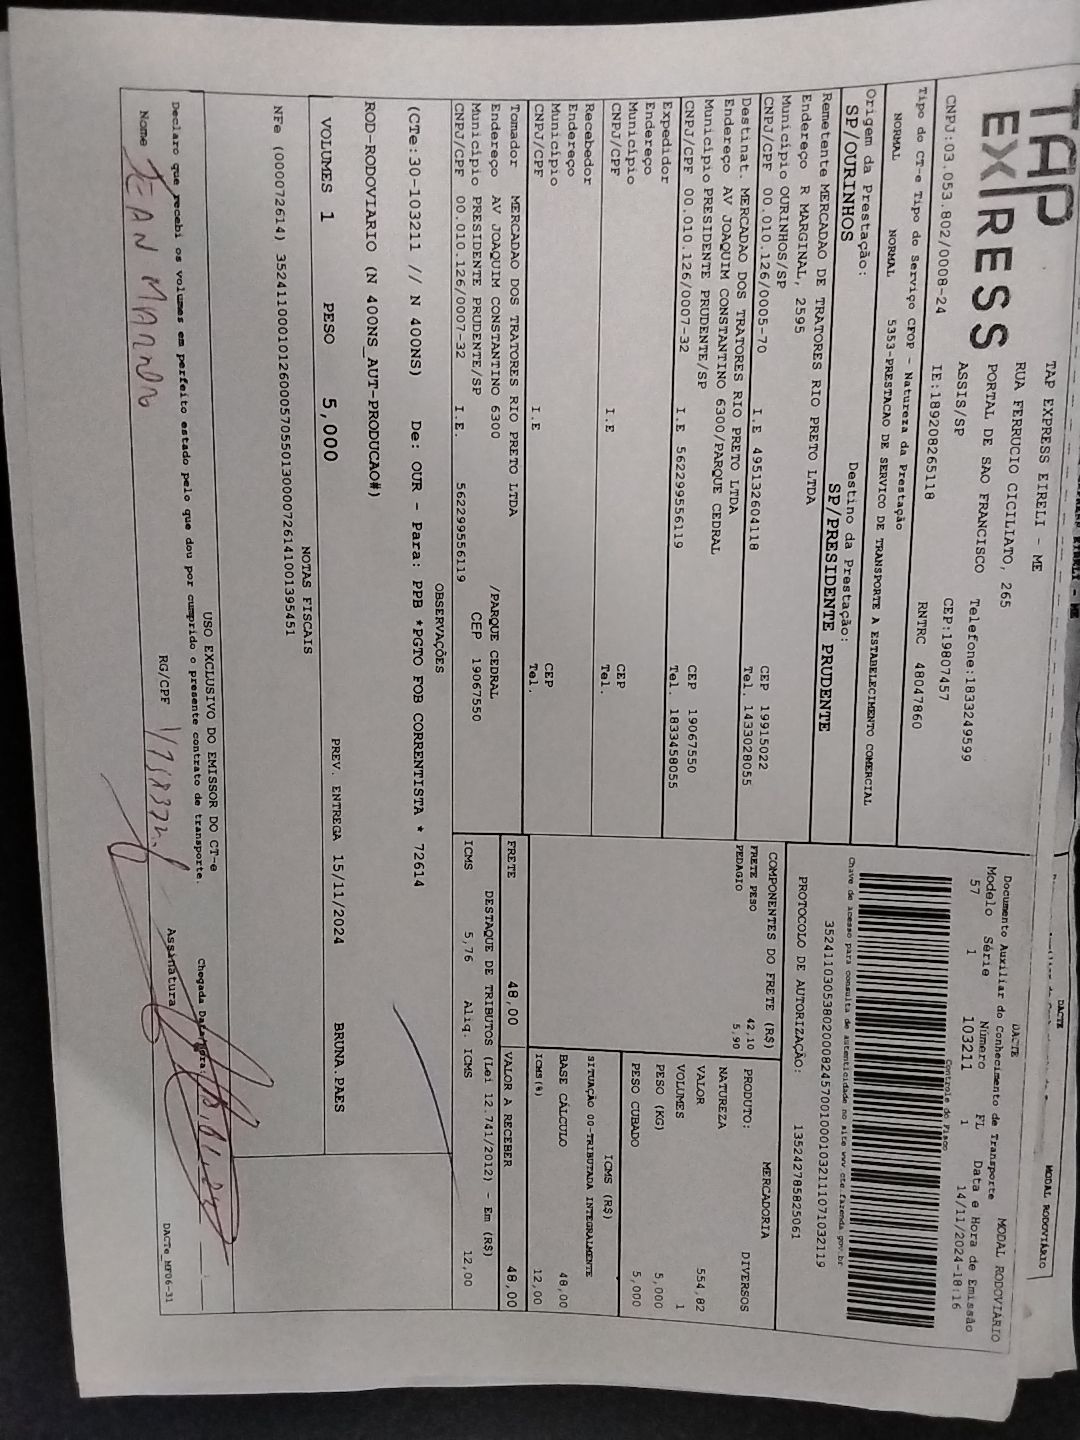 TAP
EXPRESS
TAP EXPRESS EIRELI - ME
RUA FERRUCIO CICILIATO, 265
PORTAL DE SAO FRANCISCO Telefone:1833249599
ASSIS/SP CEP:19807457
CNPJ:03.053.802/0008-24 IE:189208265118 RNTRC 48047860
DACTE
Documento Auxiliar do Conhecimento de Transporte MODAL RODOVIÁRIO
Modelo Série Número FL Data e Hora de Emissão
57 1 103211 1 14/11/2024-18:16
Controle do Fisco
Chave de acesso para consulta de autenticidade no site www.cte.fazenda.gov.br
35241103053802000824570010001032111071032119
PROTOCOLO DE AUTORIZAÇÃO: 135242785825061
Tipo do CT-e Tipo do Serviço CFOP - Natureza da Prestação
NORMAL NORMAL 5353-PRESTACAO DE SERVICO DE TRANSPORTE A ESTABELECIMENTO COMERCIAL
Origem da Prestação: Destino da Prestação:
SP/OURINHOS SP/PRESIDENTE PRUDENTE
Remetente MERCADAO DE TRATORES RIO PRETO LTDA
Endereço R MARGINAL, 2595
Município OURINHOS/SP CEP 19915022
CNPJ/CPF 00.010.126/0005-70 I.E 495132604118 Tel. 1433028055
Destinat. MERCADAO DOS TRATORES RIO PRETO LTDA
Endereço AV JOAQUIM CONSTANTINO 6300/PARQUE CEDRAL
Município PRESIDENTE PRUDENTE/SP CEP 19067550
CNPJ/CPF 00.010.126/0007-32 I.E 562299556119 Tel. 1833458055
Expedidor
Endereço
Município CEP
CNPJ/CPF I.E Tel.
Recebedor
Endereço
Município CEP
CNPJ/CPF I.E Tel.
Tomador MERCADAO DOS TRATORES RIO PRETO LTDA
Endereço AV JOAQUIM CONSTANTINO 6300 /PARQUE CEDRAL
Município PRESIDENTE PRUDENTE/SP CEP 19067550
CNPJ/CPF 00.010.126/0007-32 I.E. 562299556119
COMPONENTES DO FRETE (R$)
FRETE PESO 42,10
PEDAGIO 5,90
MERCADORIA
PRODUTO: DIVERSOS
NATUREZA
VALOR 554,82
VOLUMES 1
PESO (KG) 5,000
PESO CUBADO 5,000
ICMS (R$)
SITUAÇÃO 00-TRIBUTADA INTEGRALMENTE
BASE CÁLCULO 48,00
ICMS(%) 12,00
FRETE 48,00 VALOR A RECEBER 48,00
DESTAQUE DE TRIBUTOS (Lei 12.741/2012) - Em (R$)
ICMS 5,76 Aliq. ICMS 12,00
OBSERVAÇÕES
(CTe:30-103211 // N 400NS) De: OUR - Para: PPB *PGTO FOB CORRENTISTA * 72614
ROD-RODOVIARIO (N 400NS_AUT-PRODUCAO#)
VOLUMES 1 PESO 5,000 PREV. ENTREGA 15/11/2024 BRUNA.PAES
NOTAS FISCAIS
NFe (000072614) 35241100010126000570550130000726141001395451
USO EXCLUSIVO DO EMISSOR DO CT-e
Declaro que recebi os volumes em perfeito estado pelo que dou por cumprido o presente contrato de transporte.
Chegada Data/Hora:
Nome JEAN RG/CPF Assinatura
DACTe_MF06-31